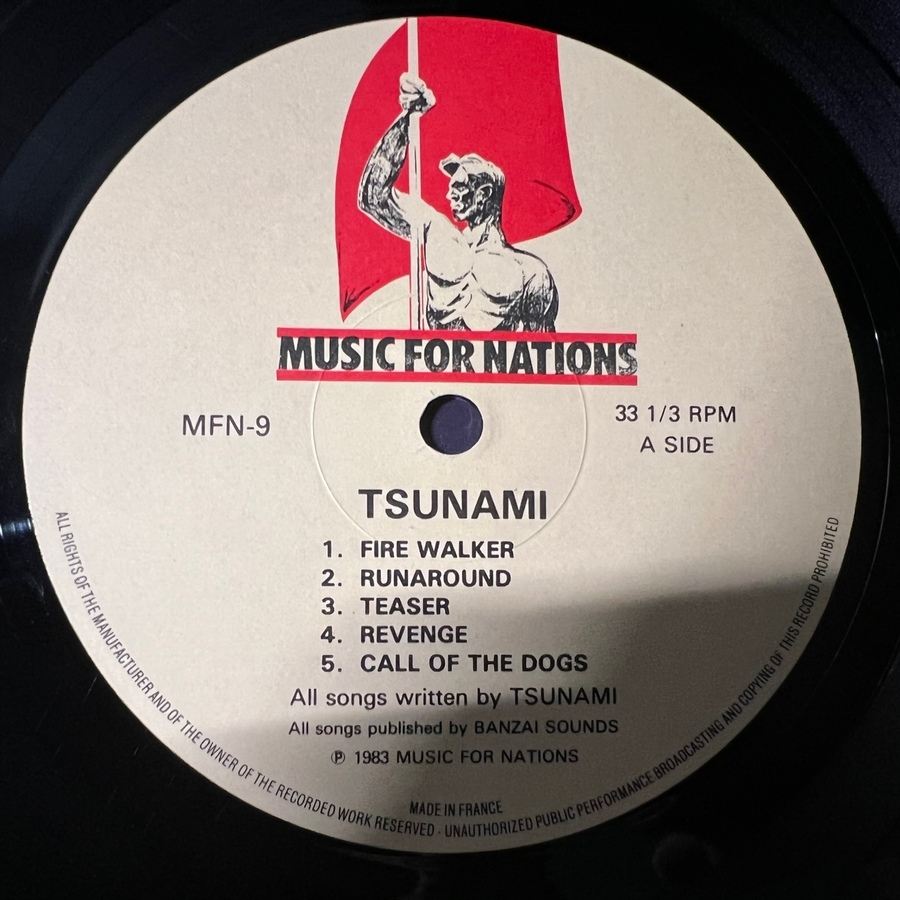 MUSIC FOR NATIONS
MFN-9
33 1/3 RPM
A SIDE
TSUNAMI
1. FIRE WALKER
2. RUNAROUND
3. TEASER
4. REVENGE
5. CALL OF THE DOGS
All songs written by TSUNAMI
All songs published by BANZAI SOUNDS
℗ 1983 MUSIC FOR NATIONS
MADE IN FRANCE
ALL RIGHTS OF THE MANUFACTURER AND OF THE OWNER OF THE RECORDED WORK RESERVED - UNAUTHORIZED PUBLIC PERFORMANCE BROADCASTING AND COPYING OF THIS RECORD PROHIBITED